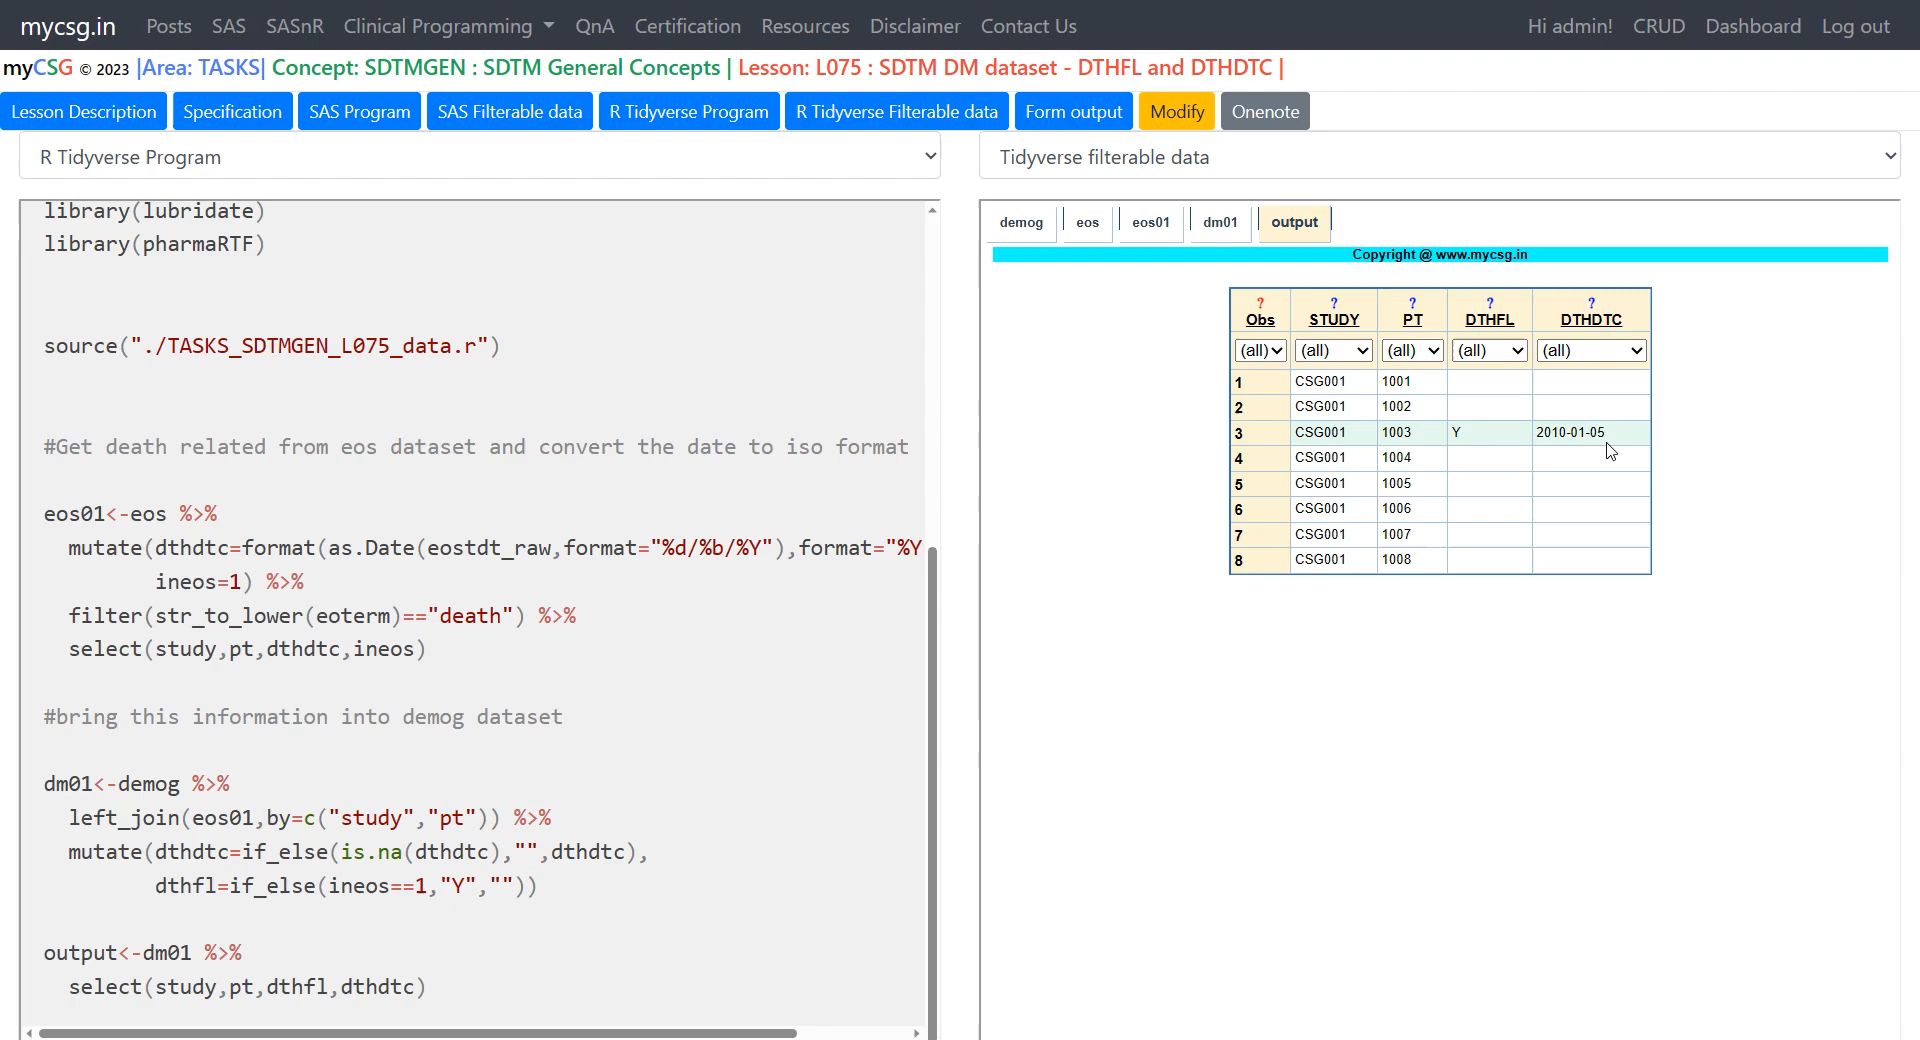 mycsg.in Posts SAS SASnR Clinical Programming QnA Certification Resources Disclaimer Contact Us Hi admin! CRUD Dashboard Log out
myCSG © 2023 |Area: TASKS| Concept: SDTMGEN : SDTM General Concepts | Lesson: L075 : SDTM DM dataset - DTHFL and DTHDTC |
Lesson Description Specification SAS Program SAS Filterable data R Tidyverse Program R Tidyverse Filterable data Form output Modify Onenote
R Tidyverse Program
library(lubridate)
library(pharmaRTF)
source("./TASKS_SDTMGEN_L075_data.r")
#Get death related from eos dataset and convert the date to iso format
eos01<-eos %>%
mutate(dthdtc=format(as.Date(eostdt_raw,format="%d/%b/%Y"),format="%Y
ineos=1) %>%
filter(str_to_lower(eoterm)=="death") %>%
select(study,pt,dthdtc,ineos)
#bring this information into demog dataset
dm01<-demog %>%
left_join(eos01,by=c("study","pt")) %>%
mutate(dthdtc=if_else(is.na(dthdtc),"",dthdtc),
dthfl=if_else(ineos==1,"Y",""))
output<-dm01 %>%
select(study,pt,dthfl,dthdtc)
Tidyverse filterable data
demog eos eos01 dm01 output
Copyright @ www.mycsg.in
? ? ? ? ?
Obs STUDY PT DTHFL DTHDTC
(all) (all) (all) (all) (all)
1 CSG001 1001
2 CSG001 1002
3 CSG001 1003 Y 2010-01-05
4 CSG001 1004
5 CSG001 1005
6 CSG001 1006
7 CSG001 1007
8 CSG001 1008